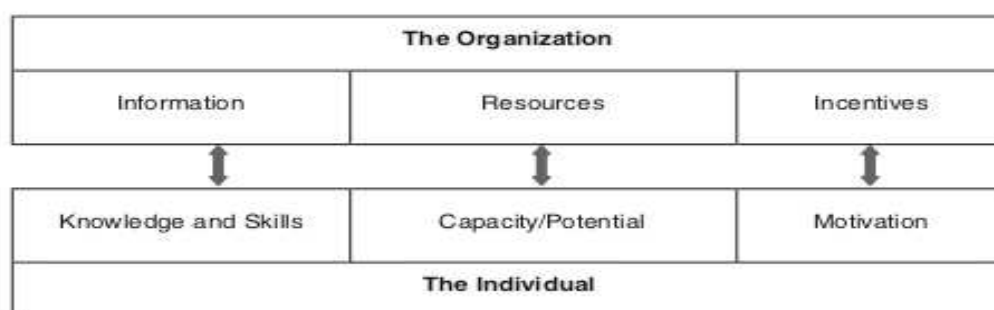 The Organization
Information Resources Incentives
Knowledge and Skills Capacity/Potential Motivation
The Individual